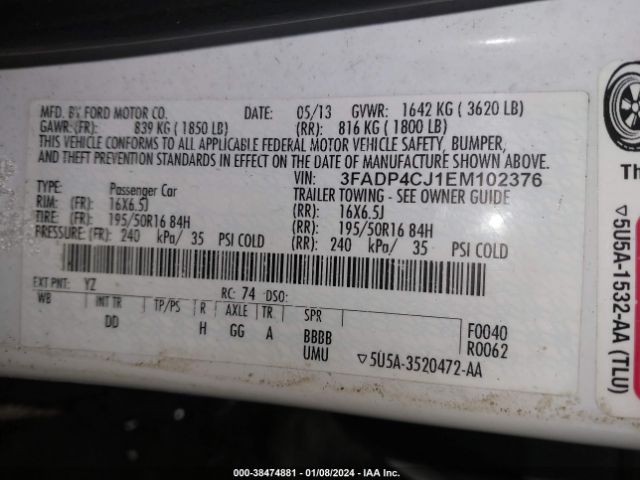 MFD. BY FORD MOTOR CO. DATE: 05/13 GVWR: 1642 KG ( 3620 LB)
GAWR:(FR): 839 KG ( 1850 LB) (RR): 816 KG ( 1800 LB)
THIS VEHICLE CONFORMS TO ALL APPLICABLE FEDERAL MOTOR VEHICLE SAFETY, BUMPER,
AND THEFT PREVENTION STANDARDS IN EFFECT ON THE DATE OF MANUFACTURE SHOWN ABOVE.
VIN: 3FADP4CJ1EM102376
TYPE: Passenger Car TRAILER TOWING - SEE OWNER GUIDE
RIM: (FR): 16X6.5J (RR): 16X6.5J
TIRE: (FR): 195/50R16 84H (RR): 195/50R16 84H
PRESSURE: (FR): 240 kPa/ 35 PSI COLD (RR): 240 kPa/ 35 PSI COLD
EXT PNT: YZ RC: 74 DSO:
WB INT TR TP/PS R AXLE TR SPR
DD H GG A BBBB F0040
UMU R0062
▽5U5A-3520472-AA
Th
▽5U5A-1532-AA (TLU)
000-38474881 - 01/08/2024 - IAA Inc.